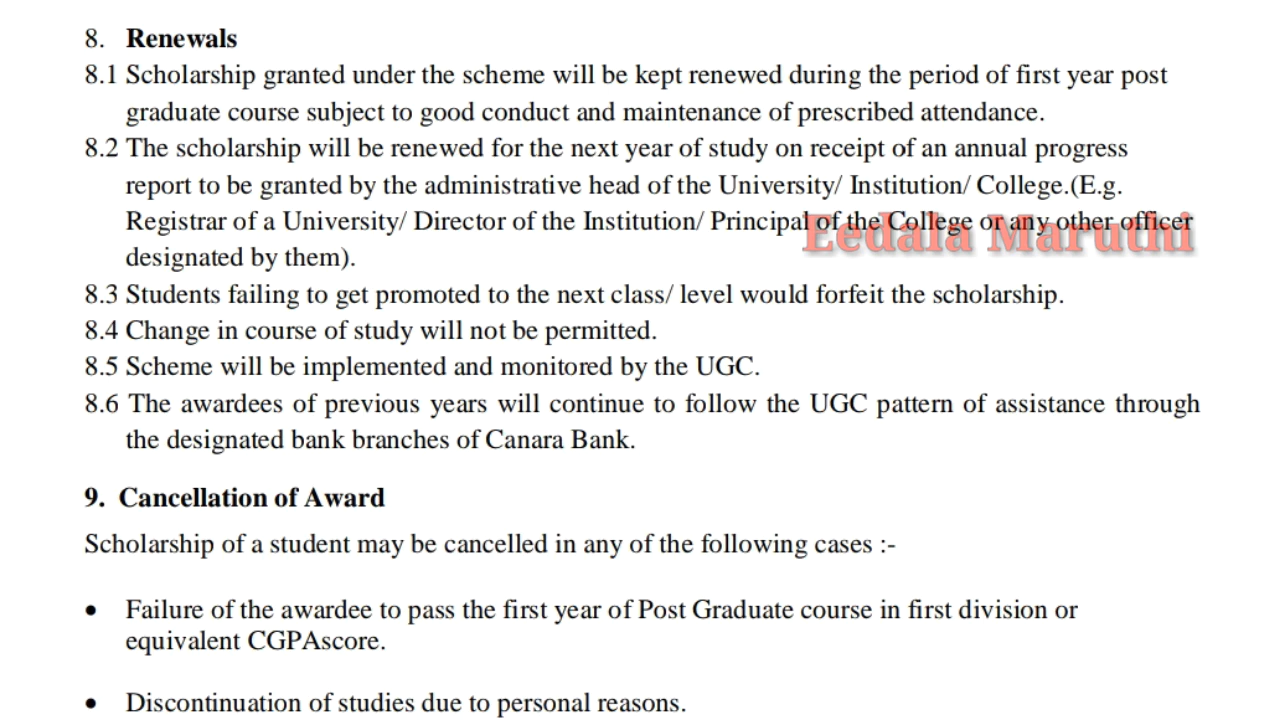 8. Renewals
8.1 Scholarship granted under the scheme will be kept renewed during the period of first year post
graduate course subject to good conduct and maintenance of prescribed attendance.
8.2 The scholarship will be renewed for the next year of study on receipt of an annual progress
report to be granted by the administrative head of the University/ Institution/ College.(E.g.
Registrar of a University/ Director of the Institution/ Principal of the College or any other officer
Eedala Maruthi
designated by them).
8.3 Students failing to get promoted to the next class/ level would forfeit the scholarship.
8.4 Change in course of study will not be permitted.
8.5 Scheme will be implemented and monitored by the UGC.
8.6 The awardees of previous years will continue to follow the UGC pattern of assistance through
the designated bank branches of Canara Bank.
9. Cancellation of Award
Scholarship of a student may be cancelled in any of the following cases :-
• Failure of the awardee to pass the first year of Post Graduate course in first division or
equivalent CGPAscore.
• Discontinuation of studies due to personal reasons.